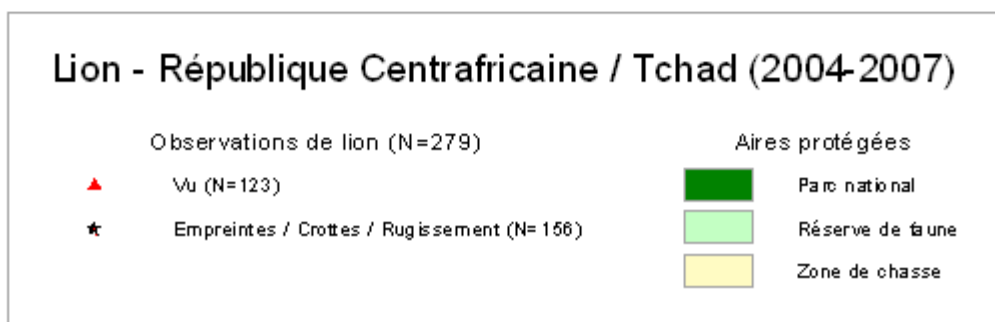 Lion - République Centrafricaine / Tchad (2004-2007)
Observations de lion (N=279)
Vu (N=123)
Empreintes / Crottes / Rugissement (N=156)
Aires protégées
Parc national
Réserve de faune
Zone de chasse